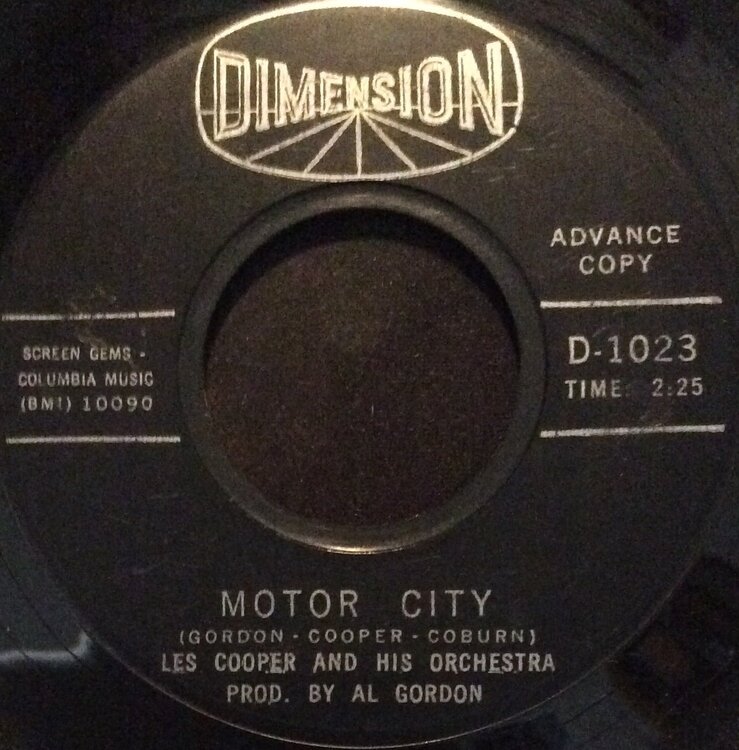 DIMENSION
ADVANCE
COPY
SCREEN GEMS -
COLUMBIA MUSIC
(BMI) 10090
D-1023
TIME: 2:25
MOTOR CITY
(GORDON - COOPER - COBURN)
LES COOPER AND HIS ORCHESTRA
PROD. BY AL GORDON